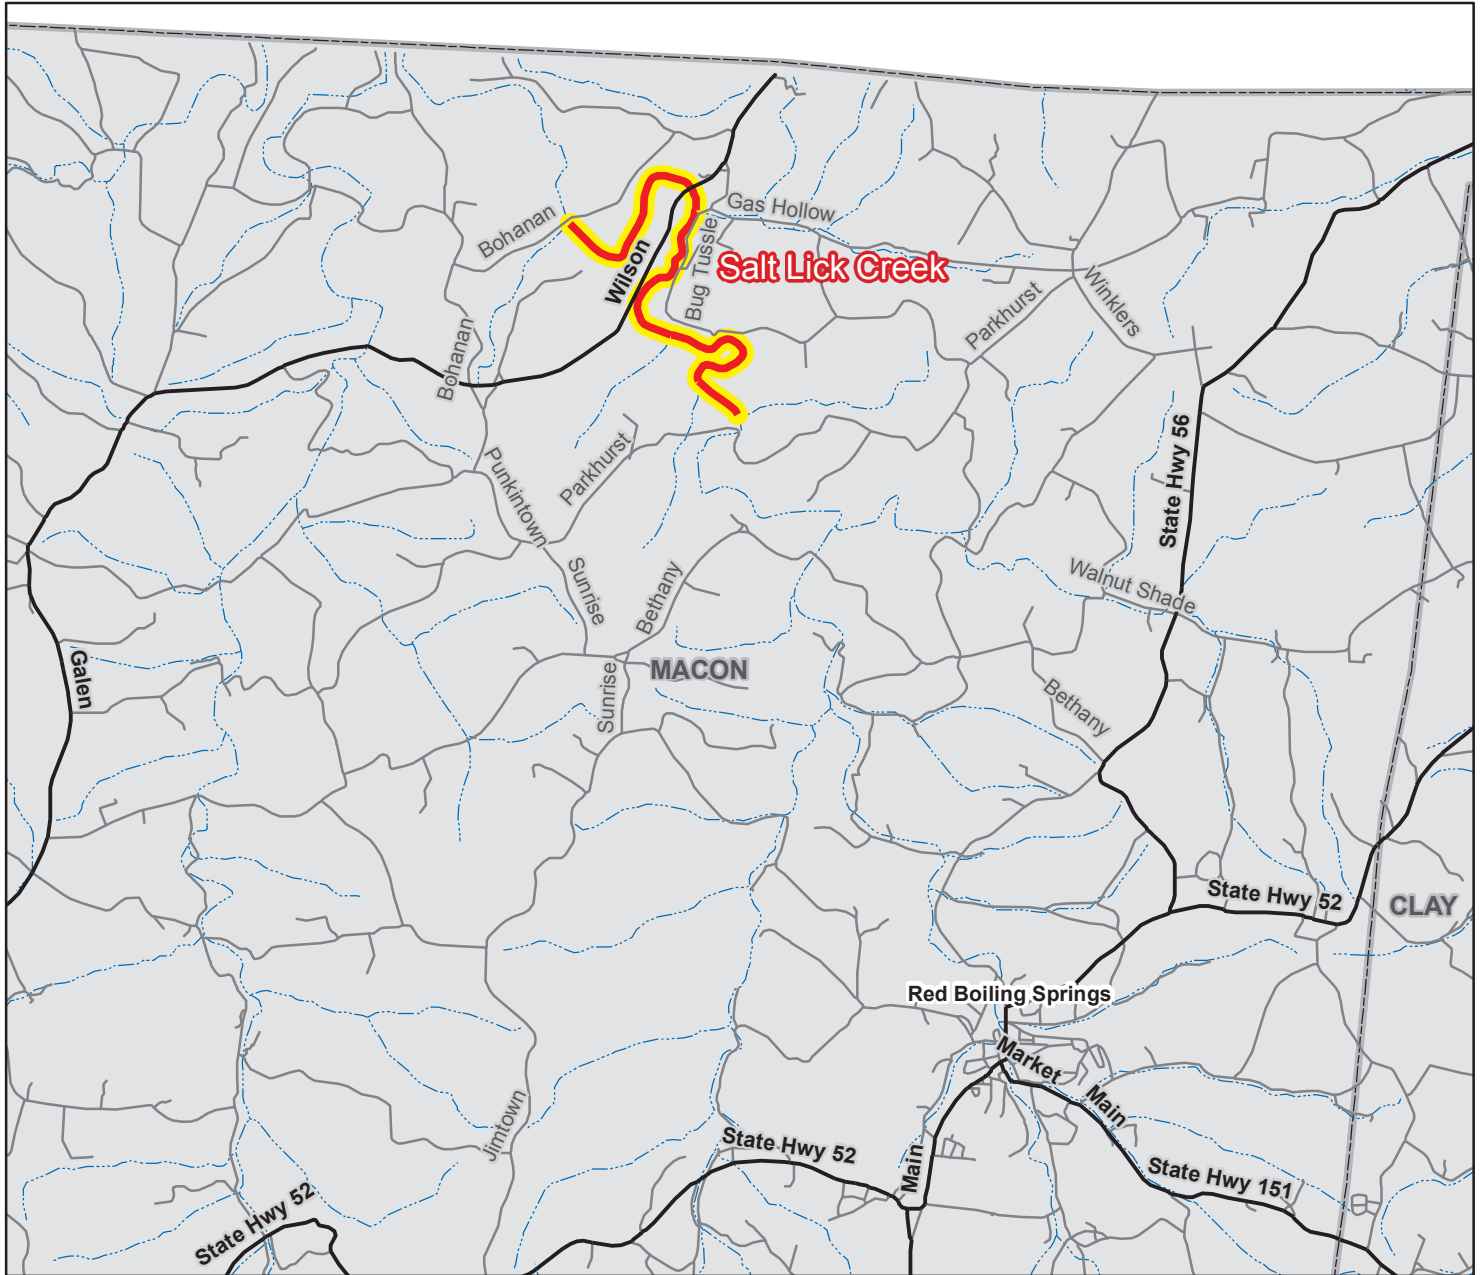 Gas Hollow
Bohanan
Bug Tussle
Wilson
Salt Lick Creek
Winklers
Parkhurst
Bohanan
State Hwy 56
Parkhurst
Punkintown
Walnut Shade
Sunrise
Bethany
MACON
Galen
Sunrise
Bethany
State Hwy 52
CLAY
Red Boiling Springs
Market
Main
Jimtown
State Hwy 52
Main
State Hwy 151
State Hwy 52